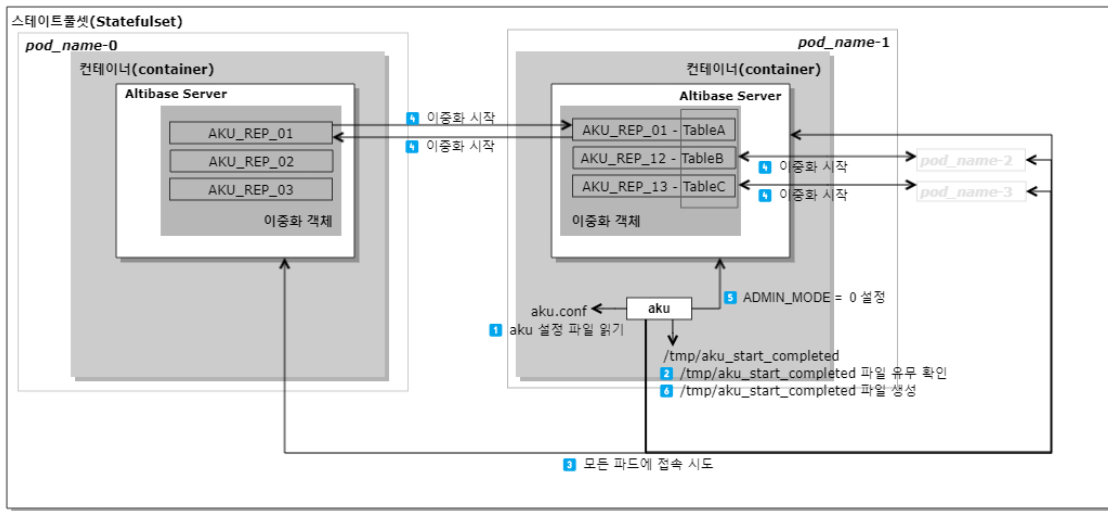 스테이트풀셋(Statefulset)
pod_name-0
컨테이너(container)
Altibase Server
AKU_REP_01
AKU_REP_02
AKU_REP_03
이중화 객체
4 이중화 시작
4 이중화 시작
pod_name-1
컨테이너(container)
Altibase Server
AKU_REP_01 - TableA
AKU_REP_12 - TableB
AKU_REP_13 - TableC
이중화 객체
4 이중화 시작
4 이중화 시작
pod_name-2
pod_name-3
5 ADMIN_MODE = 0 설정
aku.conf
aku
1 aku 설정 파일 읽기
/tmp/aku_start_completed
2 /tmp/aku_start_completed 파일 유무 확인
6 /tmp/aku_start_completed 파일 생성
3 모든 파드에 접속 시도